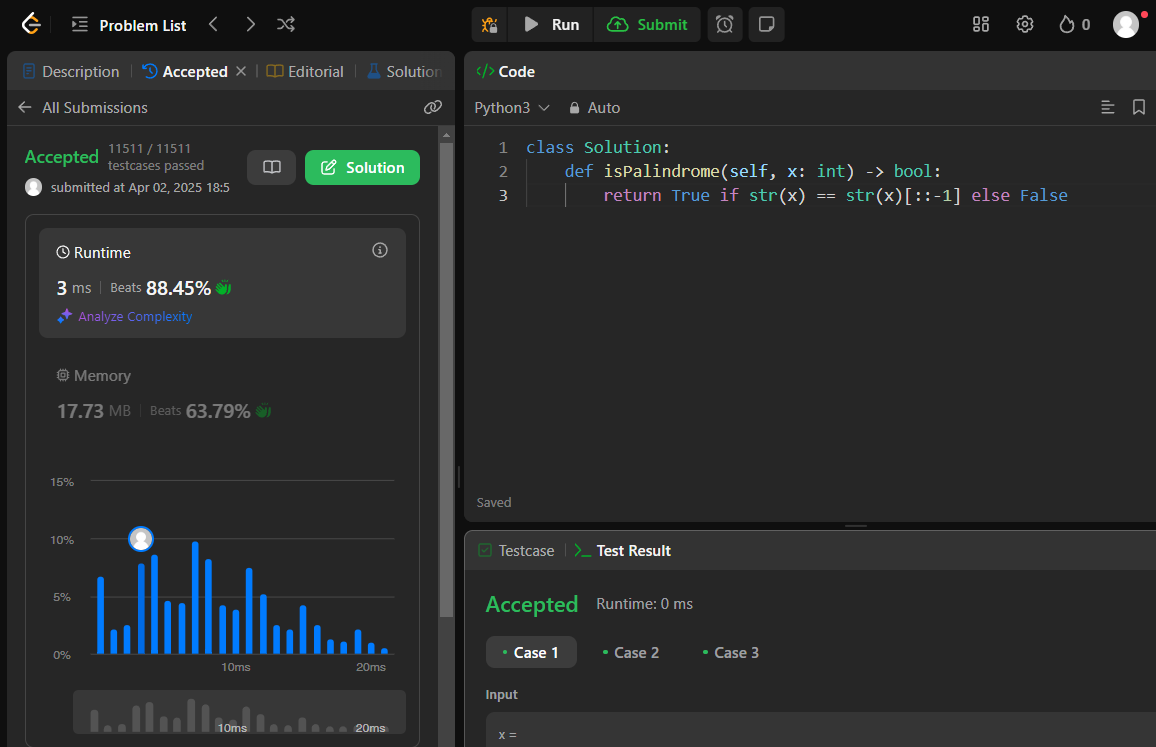 Problem List
Run
Submit
0
Description
Accepted
Editorial
Solution
All Submissions
Accepted
11511 / 11511
testcases passed
submitted at Apr 02, 2025 18:5
Solution
Runtime
3 ms
Beats 88.45%
Analyze Complexity
Memory
17.73 MB
Beats 63.79%
15%
10%
5%
0%
10ms
20ms
10ms
20ms
</> Code
Python3
Auto
1 class Solution:
2 def isPalindrome(self, x: int) -> bool:
3 return True if str(x) == str(x)[::-1] else False
Saved
Testcase
Test Result
Accepted
Runtime: 0 ms
Case 1
Case 2
Case 3
Input
x =